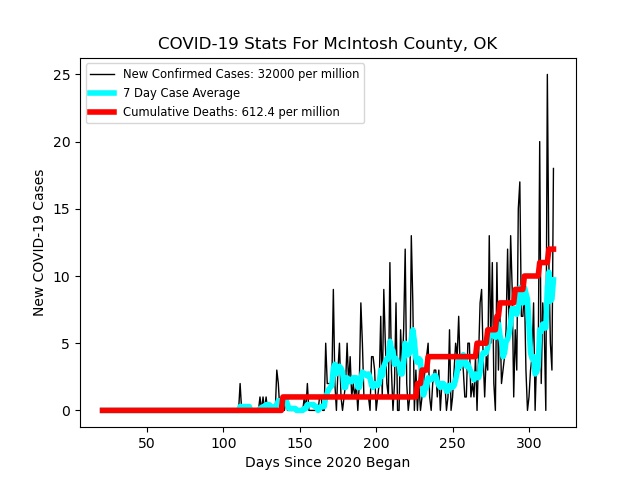 COVID-19 Stats For McIntosh County, OK
New Confirmed Cases: 32000 per million
7 Day Case Average
Cumulative Deaths: 612.4 per million
New COVID-19 Cases
25
20
15
10
5
0
50 100 150 200 250 300
Days Since 2020 Began